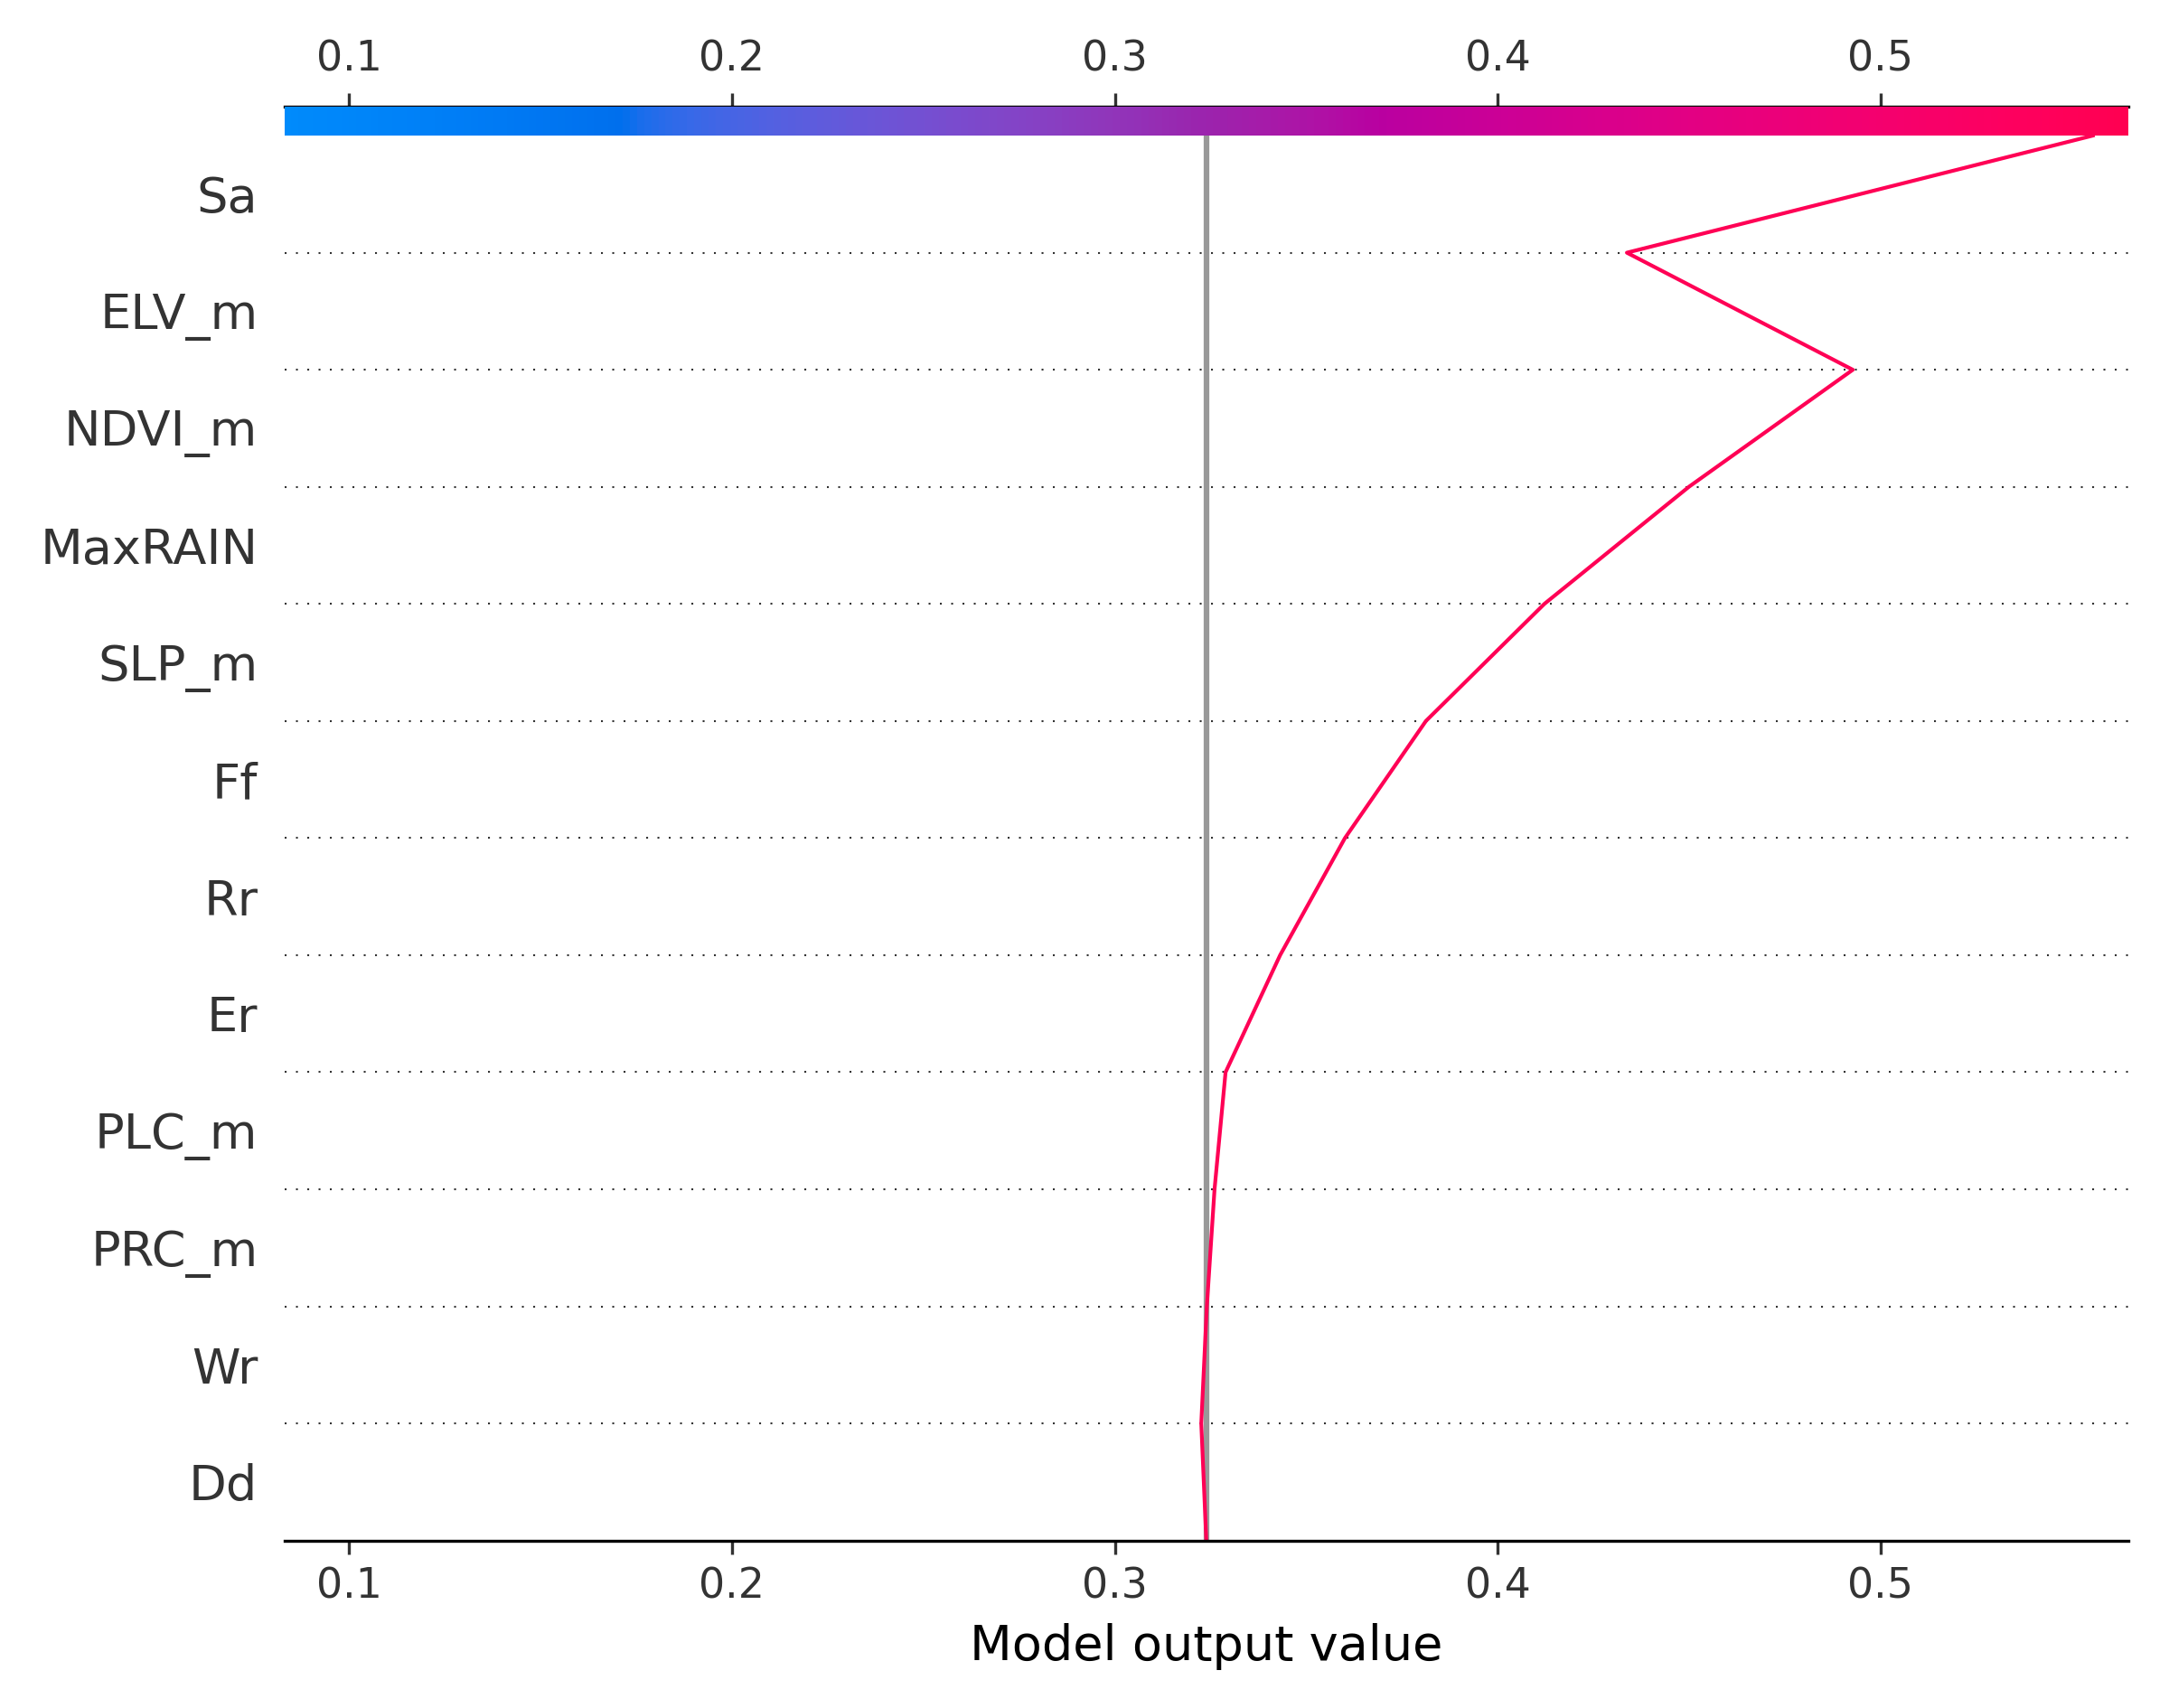 0.1 0.2 0.3 0.4 0.5
Sa
ELV_m
NDVI_m
MaxRAIN
SLP_m
Ff
Rr
Er
PLC_m
PRC_m
Wr
Dd
0.1 0.2 0.3 0.4 0.5
Model output value